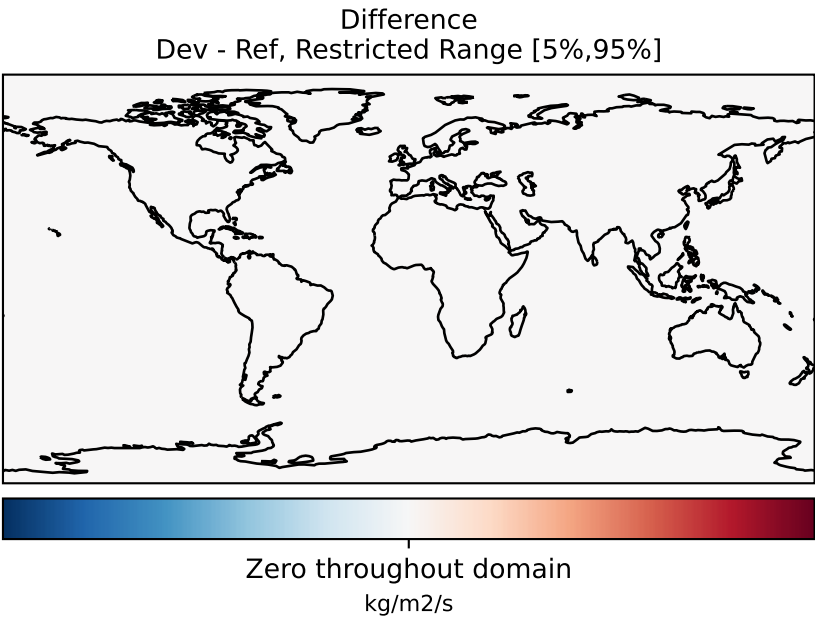 Difference
Dev - Ref, Restricted Range [5%,95%]
Zero throughout domain
kg/m2/s